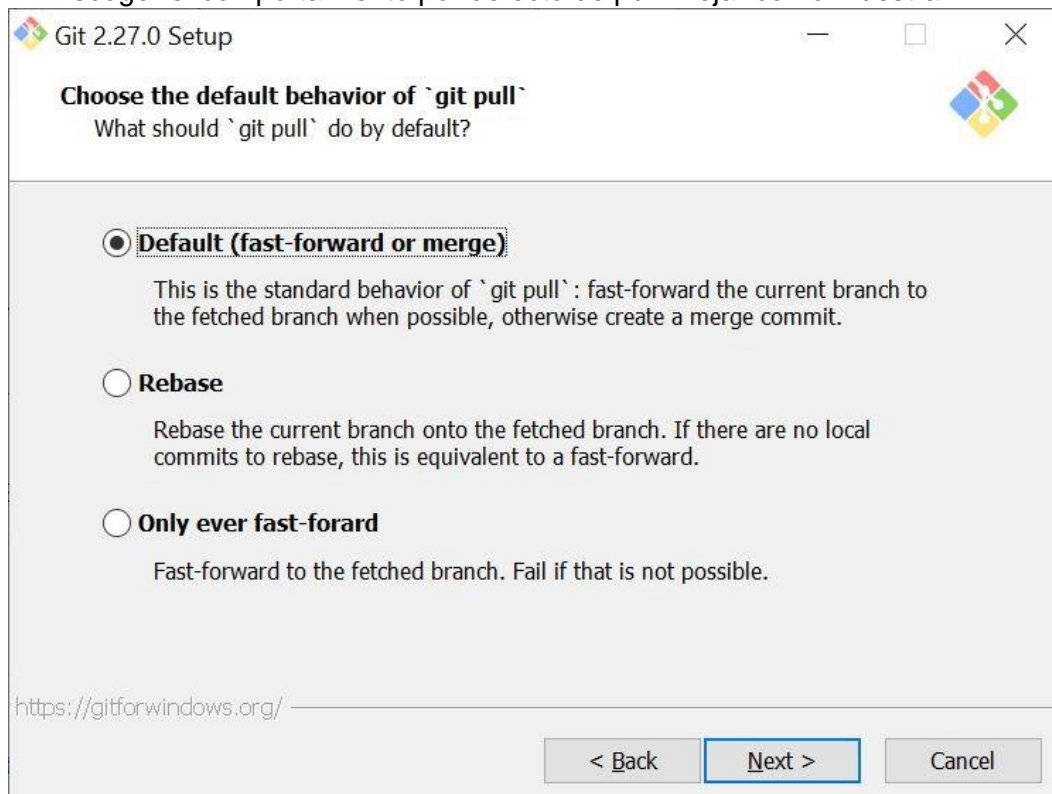 Git 2.27.0 Setup
Choose the default behavior of `git pull`
What should `git pull` do by default?
Default (fast-forward or merge)
This is the standard behavior of `git pull`: fast-forward the current branch to
the fetched branch when possible, otherwise create a merge commit.
Rebase
Rebase the current branch onto the fetched branch. If there are no local
commits to rebase, this is equivalent to a fast-forward.
Only ever fast-forard
Fast-forward to the fetched branch. Fail if that is not possible.
https://gitforwindows.org/
< Back
Next >
Cancel